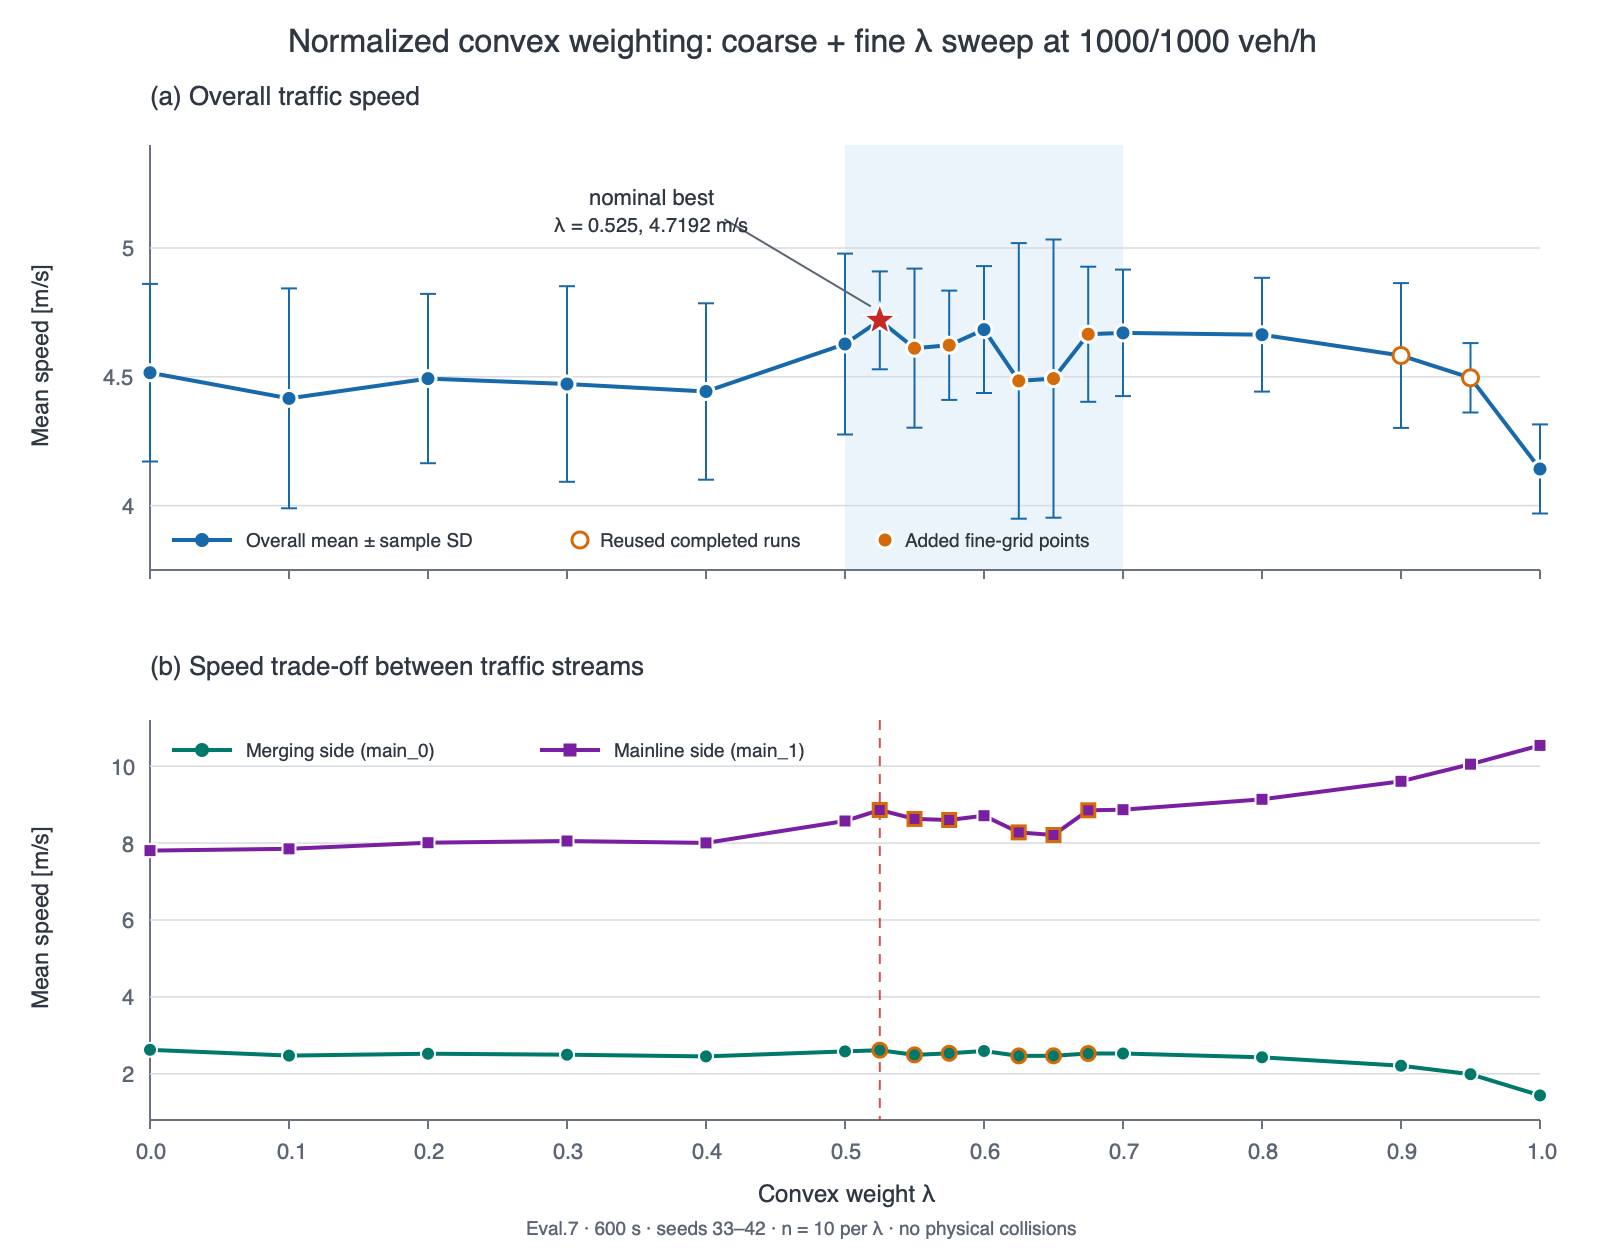 Normalized convex weighting: coarse + fine λ sweep at 1000/1000 veh/h
(a) Overall traffic speed
nominal best
λ = 0.525, 4.7192 m/s
5
4.5
4
Mean speed [m/s]
Overall mean ± sample SD
Reused completed runs
Added fine-grid points
(b) Speed trade-off between traffic streams
Merging side (main_0)
Mainline side (main_1)
10
8
6
4
2
Mean speed [m/s]
0.0 0.1 0.2 0.3 0.4 0.5 0.6 0.7 0.8 0.9 1.0
Convex weight λ
Eval.7 · 600 s · seeds 33–42 · n = 10 per λ · no physical collisions